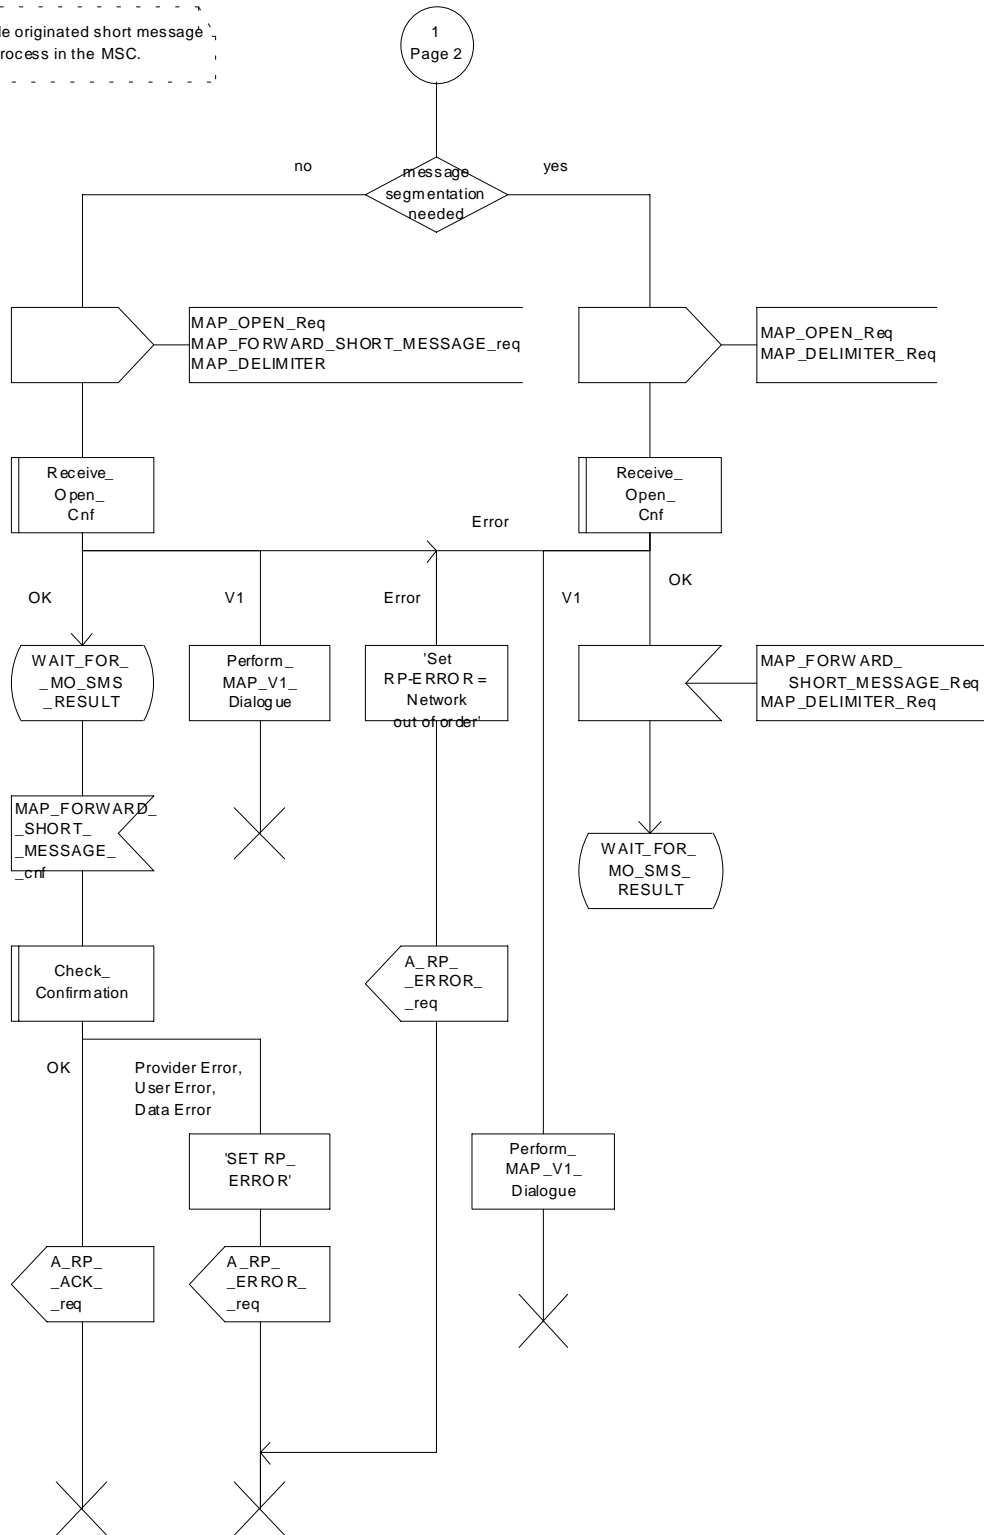 originated short message
in the MSC.
1
Page 2
no
yes
message
segmentation
needed
MAP_OPEN_Req
MAP_FORWARD_SHORT_MESSAGE_req
MAP_DELIMITER
MAP_OPEN_Req
MAP_DELIMITER_Req
Receive_
Open_
Cnf
Receive_
Open_
Cnf
Error
OK
V1
Error
V1
OK
WAIT_FOR_
_MO_SMS
_RESULT
Perform_
MAP_V1_
Dialogue
'Set
RP-ERROR =
Network
out of order'
MAP_FORWARD_
SHORT_MESSAGE_Req
MAP_DELIMITER_Req
MAP_FORWARD_
_SHORT_
_MESSAGE_
_cnf
WAIT_FOR_
MO_SMS_
RESULT
Check_
Confirmation
A_RP_
_ERROR_
_req
OK
Provider Error,
User Error,
Data Error
'SET RP_
ERROR'
Perform_
MAP_V1_
Dialogue
A_RP_
_ACK_
_req
A_RP_
_ERROR_
_req